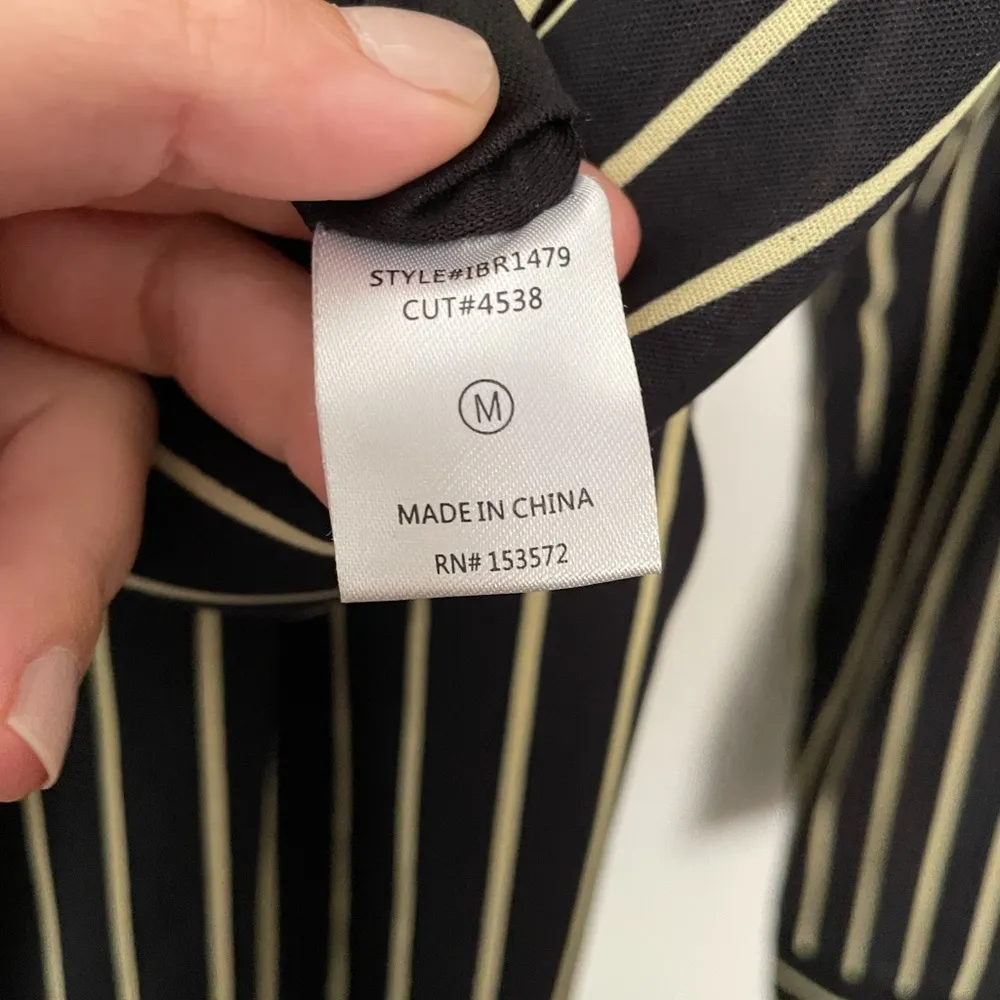 STYLE#IBR1479
CUT#4538
M
MADE IN CHINA
RN# 153572